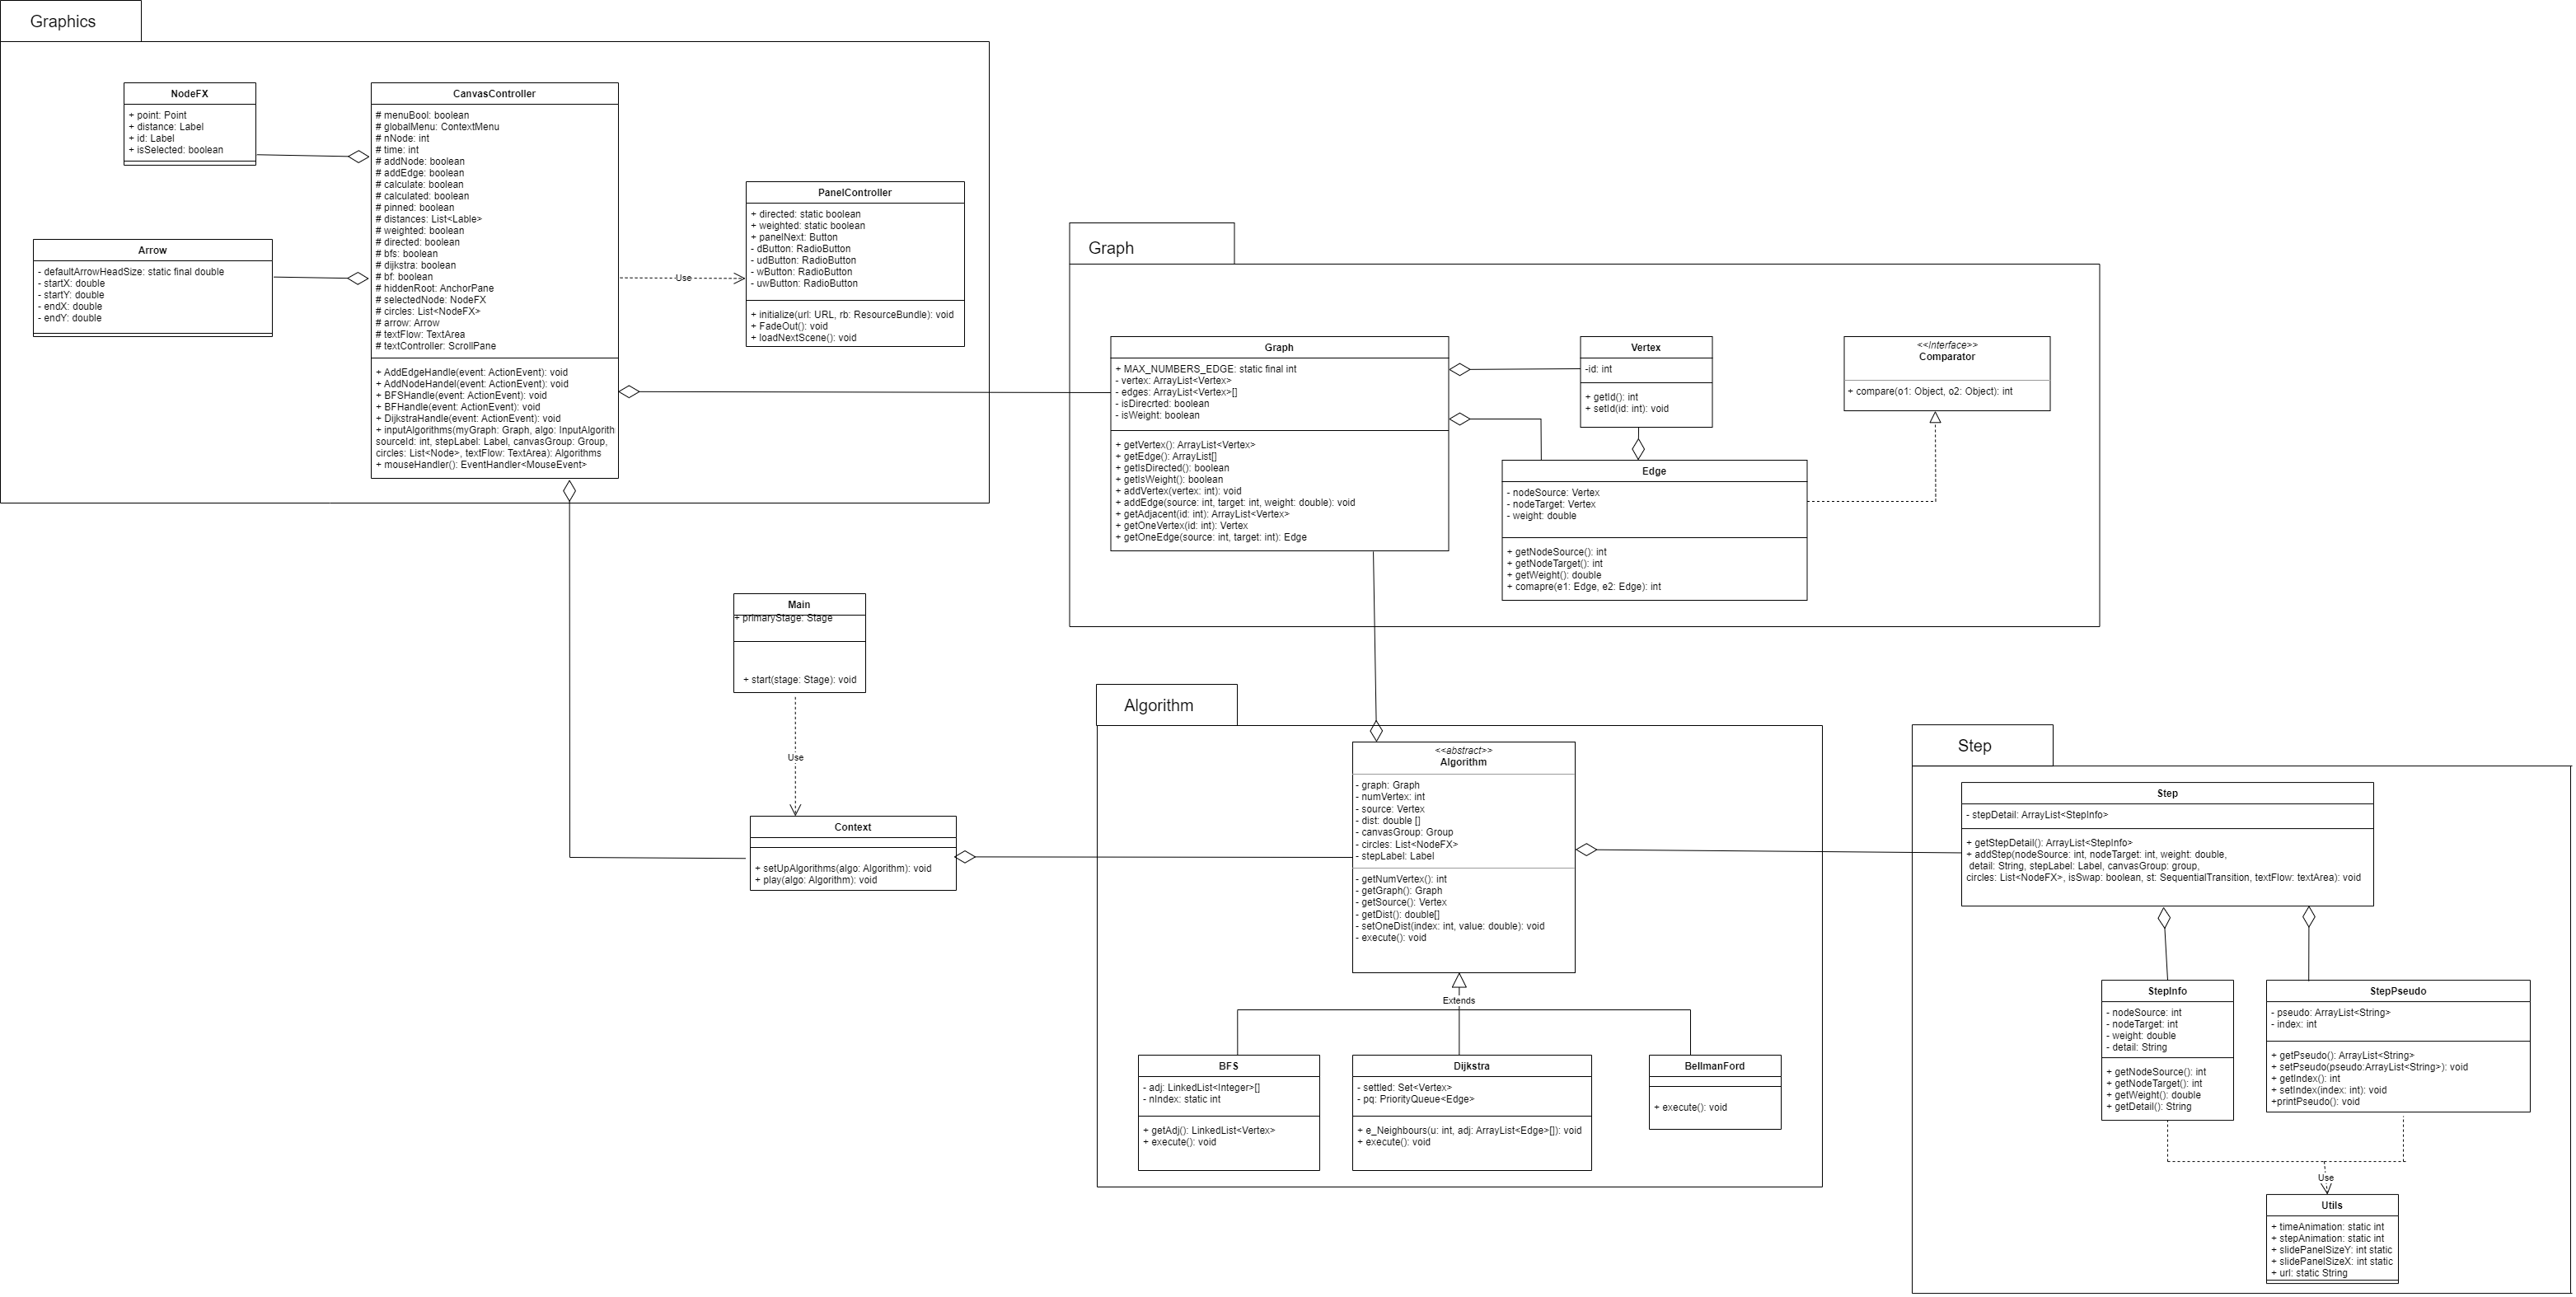 Graphics
NodeFX
+ point: Point
+ distance: Label
+ id: Label
+ isSelected: boolean
Arrow
- defaultArrowHeadSize: static final double
- startX: double
- startY: double
- endX: double
- endY: double
CanvasController
# menuBool: boolean
# globalMenu: ContextMenu
# nNode: int
# time: int
# addNode: boolean
# addEdge: boolean
# calculate: boolean
# calculated: boolean
# pinned: boolean
# distances: List<Lable>
# weighted: boolean
# directed: boolean
# bfs: boolean
# dijkstra: boolean
# bf: boolean
# hiddenRoot: AnchorPane
# selectedNode: NodeFX
# circles: List<NodeFX>
# arrow: Arrow
# textFlow: TextArea
# textController: ScrollPane
+ AddEdgeHandle(event: ActionEvent): void
+ AddNodeHandel(event: ActionEvent): void
+ BFSHandle(event: ActionEvent): void
+ BFHandle(event: ActionEvent): void
+ DijkstraHandle(event: ActionEvent): void
+ inputAlgorithms(myGraph: Graph, algo: InputAlgorith
sourceId: int, stepLabel: Label, canvasGroup: Group,
circles: List<Node>, textFlow: TextArea): Algorithms
+ mouseHandler(): EventHandler<MouseEvent>
Use
PanelController
+ directed: static boolean
+ weighted: static boolean
+ panelNext: Button
- dButton: RadioButton
- udButton: RadioButton
- wButton: RadioButton
- uwButton: RadioButton
+ initialize(url: URL, rb: ResourceBundle): void
+ FadeOut(): void
+ loadNextScene(): void
Graph
Graph
+ MAX_NUMBERS_EDGE: static final int
- vertex: ArrayList<Vertex>
- edges: ArrayList<Vertex>[]
- isDirecrted: boolean
- isWeight: boolean
+ getVertex(): ArrayList<Vertex>
+ getEdge(): ArrayList[]
+ getIsDirected(): boolean
+ getIsWeight(): boolean
+ addVertex(vertex: int): void
+ addEdge(source: int, target: int, weight: double): void
+ getAdjacent(id: int): ArrayList<Vertex>
+ getOneVertex(id: int): Vertex
+ getOneEdge(source: int, target: int): Edge
Vertex
-id: int
+ getId(): int
+ setId(id: int): void
<<Interface>>
Comparator
+ compare(o1: Object, o2: Object): int
Edge
- nodeSource: Vertex
- nodeTarget: Vertex
- weight: double
+ getNodeSource(): int
+ getNodeTarget(): int
+ getWeight(): double
+ comapre(e1: Edge, e2: Edge): int
Main
+ primaryStage: Stage
+ start(stage: Stage): void
Use
Context
+ setUpAlgorithms(algo: Algorithm): void
+ play(algo: Algorithm): void
Algorithm
<<abstract>>
Algorithm
- graph: Graph
- numVertex: int
- source: Vertex
- dist: double []
- canvasGroup: Group
- circles: List<NodeFX>
- stepLabel: Label
- getNumVertex(): int
- getGraph(): Graph
- getSource(): Vertex
- getDist(): double[]
- setOneDist(index: int, value: double): void
- execute(): void
Extends
BFS
- adj: LinkedList<Integer>[]
- nIndex: static int
+ getAdj(): LinkedList<Vertex>
+ execute(): void
Dijkstra
- settled: Set<Vertex>
- pq: PriorityQueue<Edge>
+ e_Neighbours(u: int, adj: ArrayList<Edge>[]): void
+ execute(): void
BellmanFord
+ execute(): void
Step
Step
- stepDetail: ArrayList<StepInfo>
+ getStepDetail(): ArrayList<StepInfo>
+ addStep(nodeSource: int, nodeTarget: int, weight: double,
detail: String, stepLabel: Label, canvasGroup: group,
circles: List<NodeFX>, isSwap: boolean, st: SequentialTransition, textFlow: textArea): void
StepInfo
- nodeSource: int
- nodeTarget: int
- weight: double
- detail: String
+ getNodeSource(): int
+ getNodeTarget(): int
+ getWeight(): double
+ getDetail(): String
StepPseudo
- pseudo: ArrayList<String>
- index: int
+ getPseudo(): ArrayList<String>
+ setPseudo(pseudo:ArrayList<String>): void
+ getIndex(): int
+ setIndex(index: int): void
+printPseudo(): void
Use
Utils
+ timeAnimation: static int
+ stepAnimation: static int
+ slidePanelSizeY: int static
+ slidePanelSizeX: int static
+ url: static String